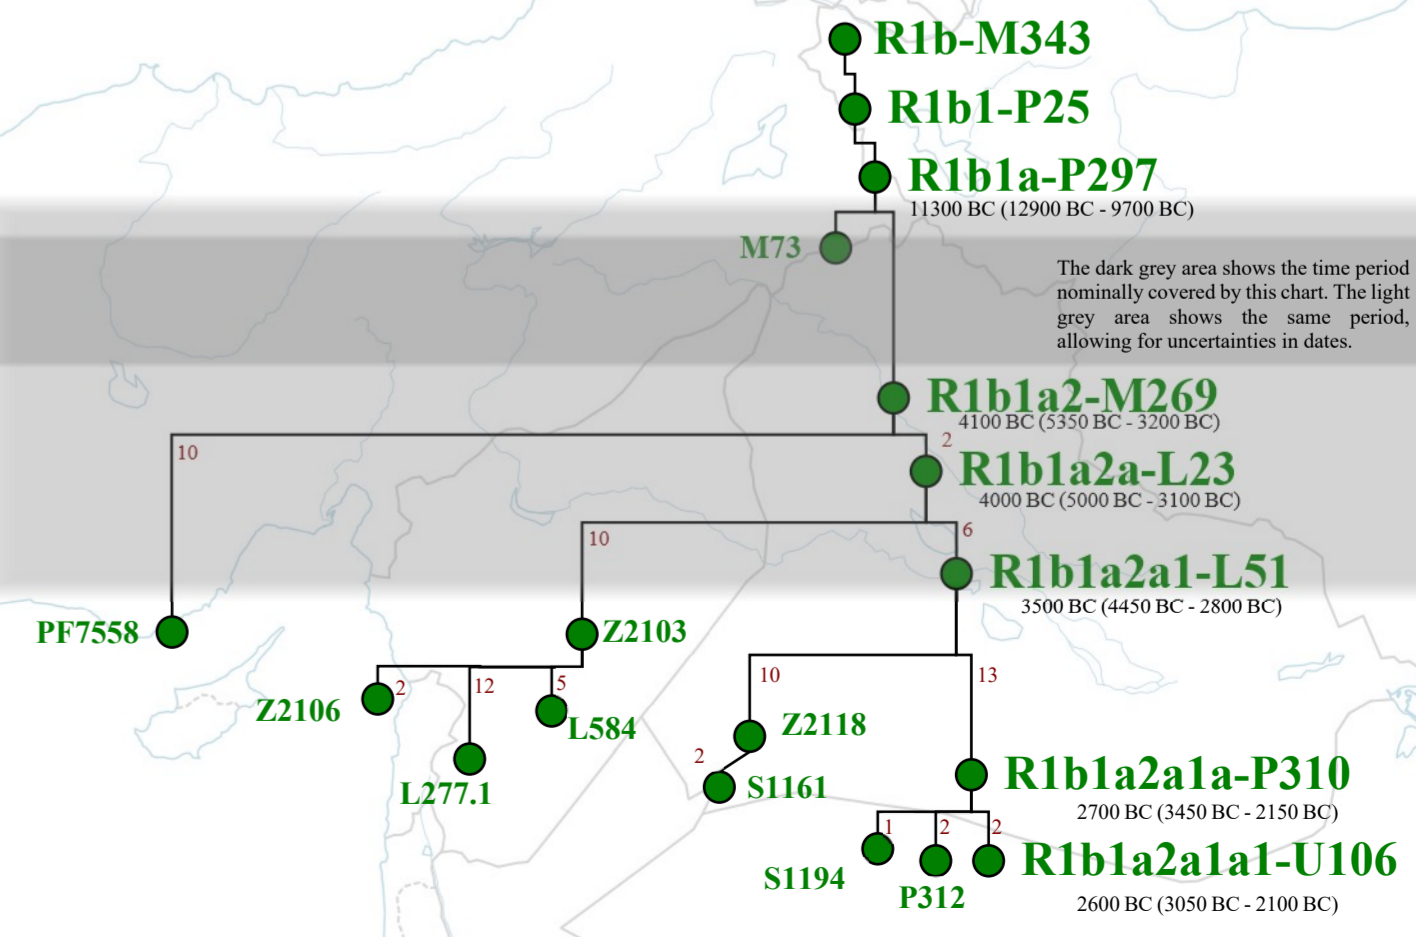 R1b-M343
R1b1-P25
R1b1a-P297
11300 BC (12900 BC - 9700 BC)
M73
The dark grey area shows the time period
nominally covered by this chart. The light
grey area shows the same period,
allowing for uncertainties in dates.
R1b1a2-M269
4100 BC (5350 BC - 3200 BC)
10
2
R1b1a2a-L23
4000 BC (5000 BC - 3100 BC)
10
6
R1b1a2a1-L51
3500 BC (4450 BC - 2800 BC)
PF7558
Z2103
10
13
2
12
5
Z2106
L584
Z2118
2
L277.1
S1161
R1b1a2a1a-P310
2700 BC (3450 BC - 2150 BC)
1
2
2
S1194
P312
R1b1a2a1a1-U106
2600 BC (3050 BC - 2100 BC)